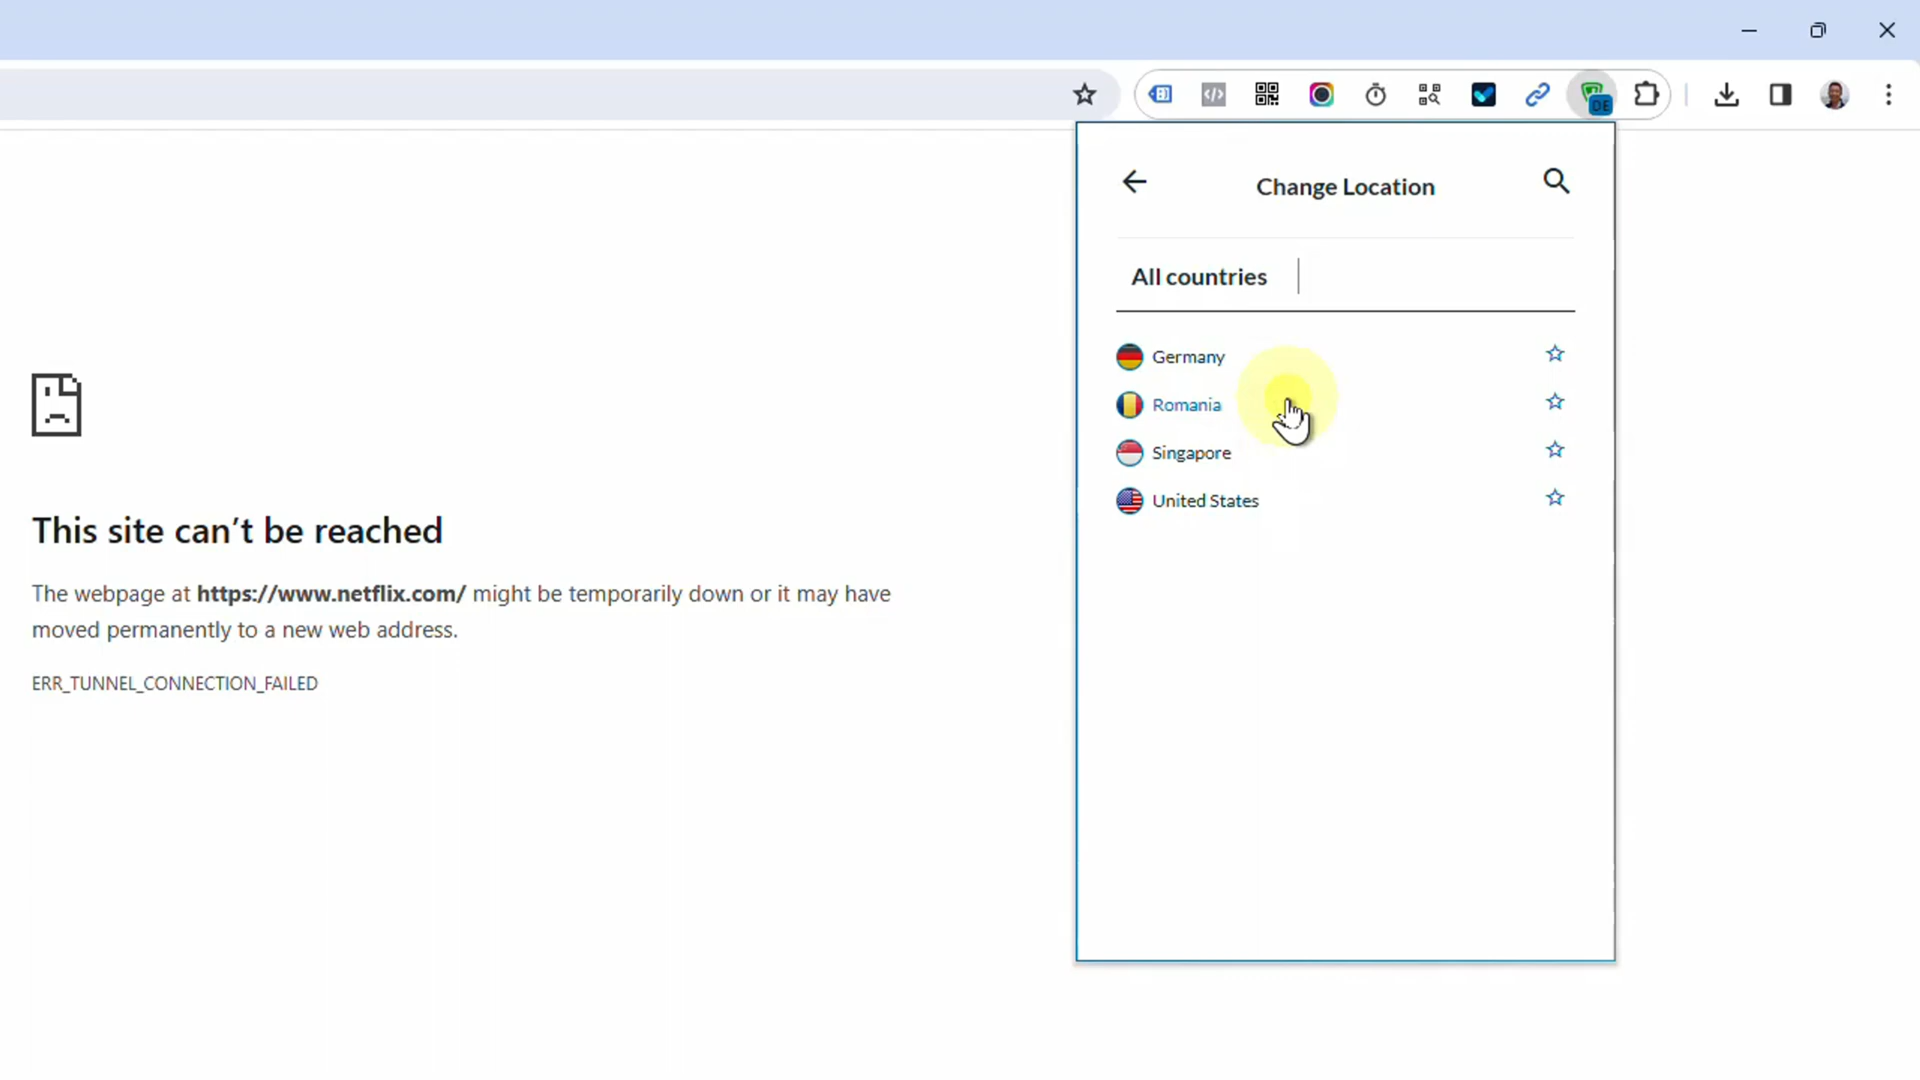 DE
Change Location
All countries
Germany
Romania
Singapore
United States
This site can’t be reached
The webpage at https://www.netflix.com/ might be temporarily down or it may have
moved permanently to a new web address.
ERR_TUNNEL_CONNECTION_FAILED